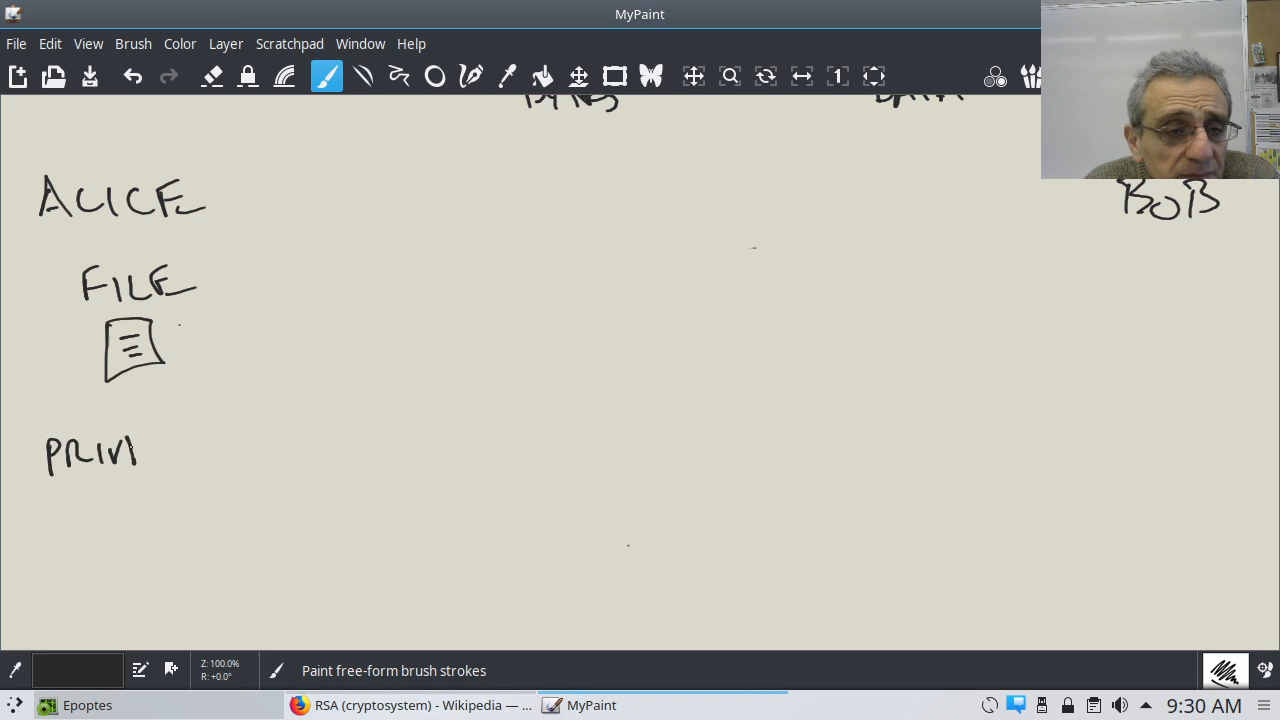 MyPaint
File Edit View Brush Color Layer Scratchpad Window Help
1
ALICE
BOB
FILE
PRIV
Z: 100.0%
R: +0.0°
Paint free-form brush strokes
Epoptes
RSA (cryptosystem) - Wikipedia — ...
MyPaint
9:30 AM